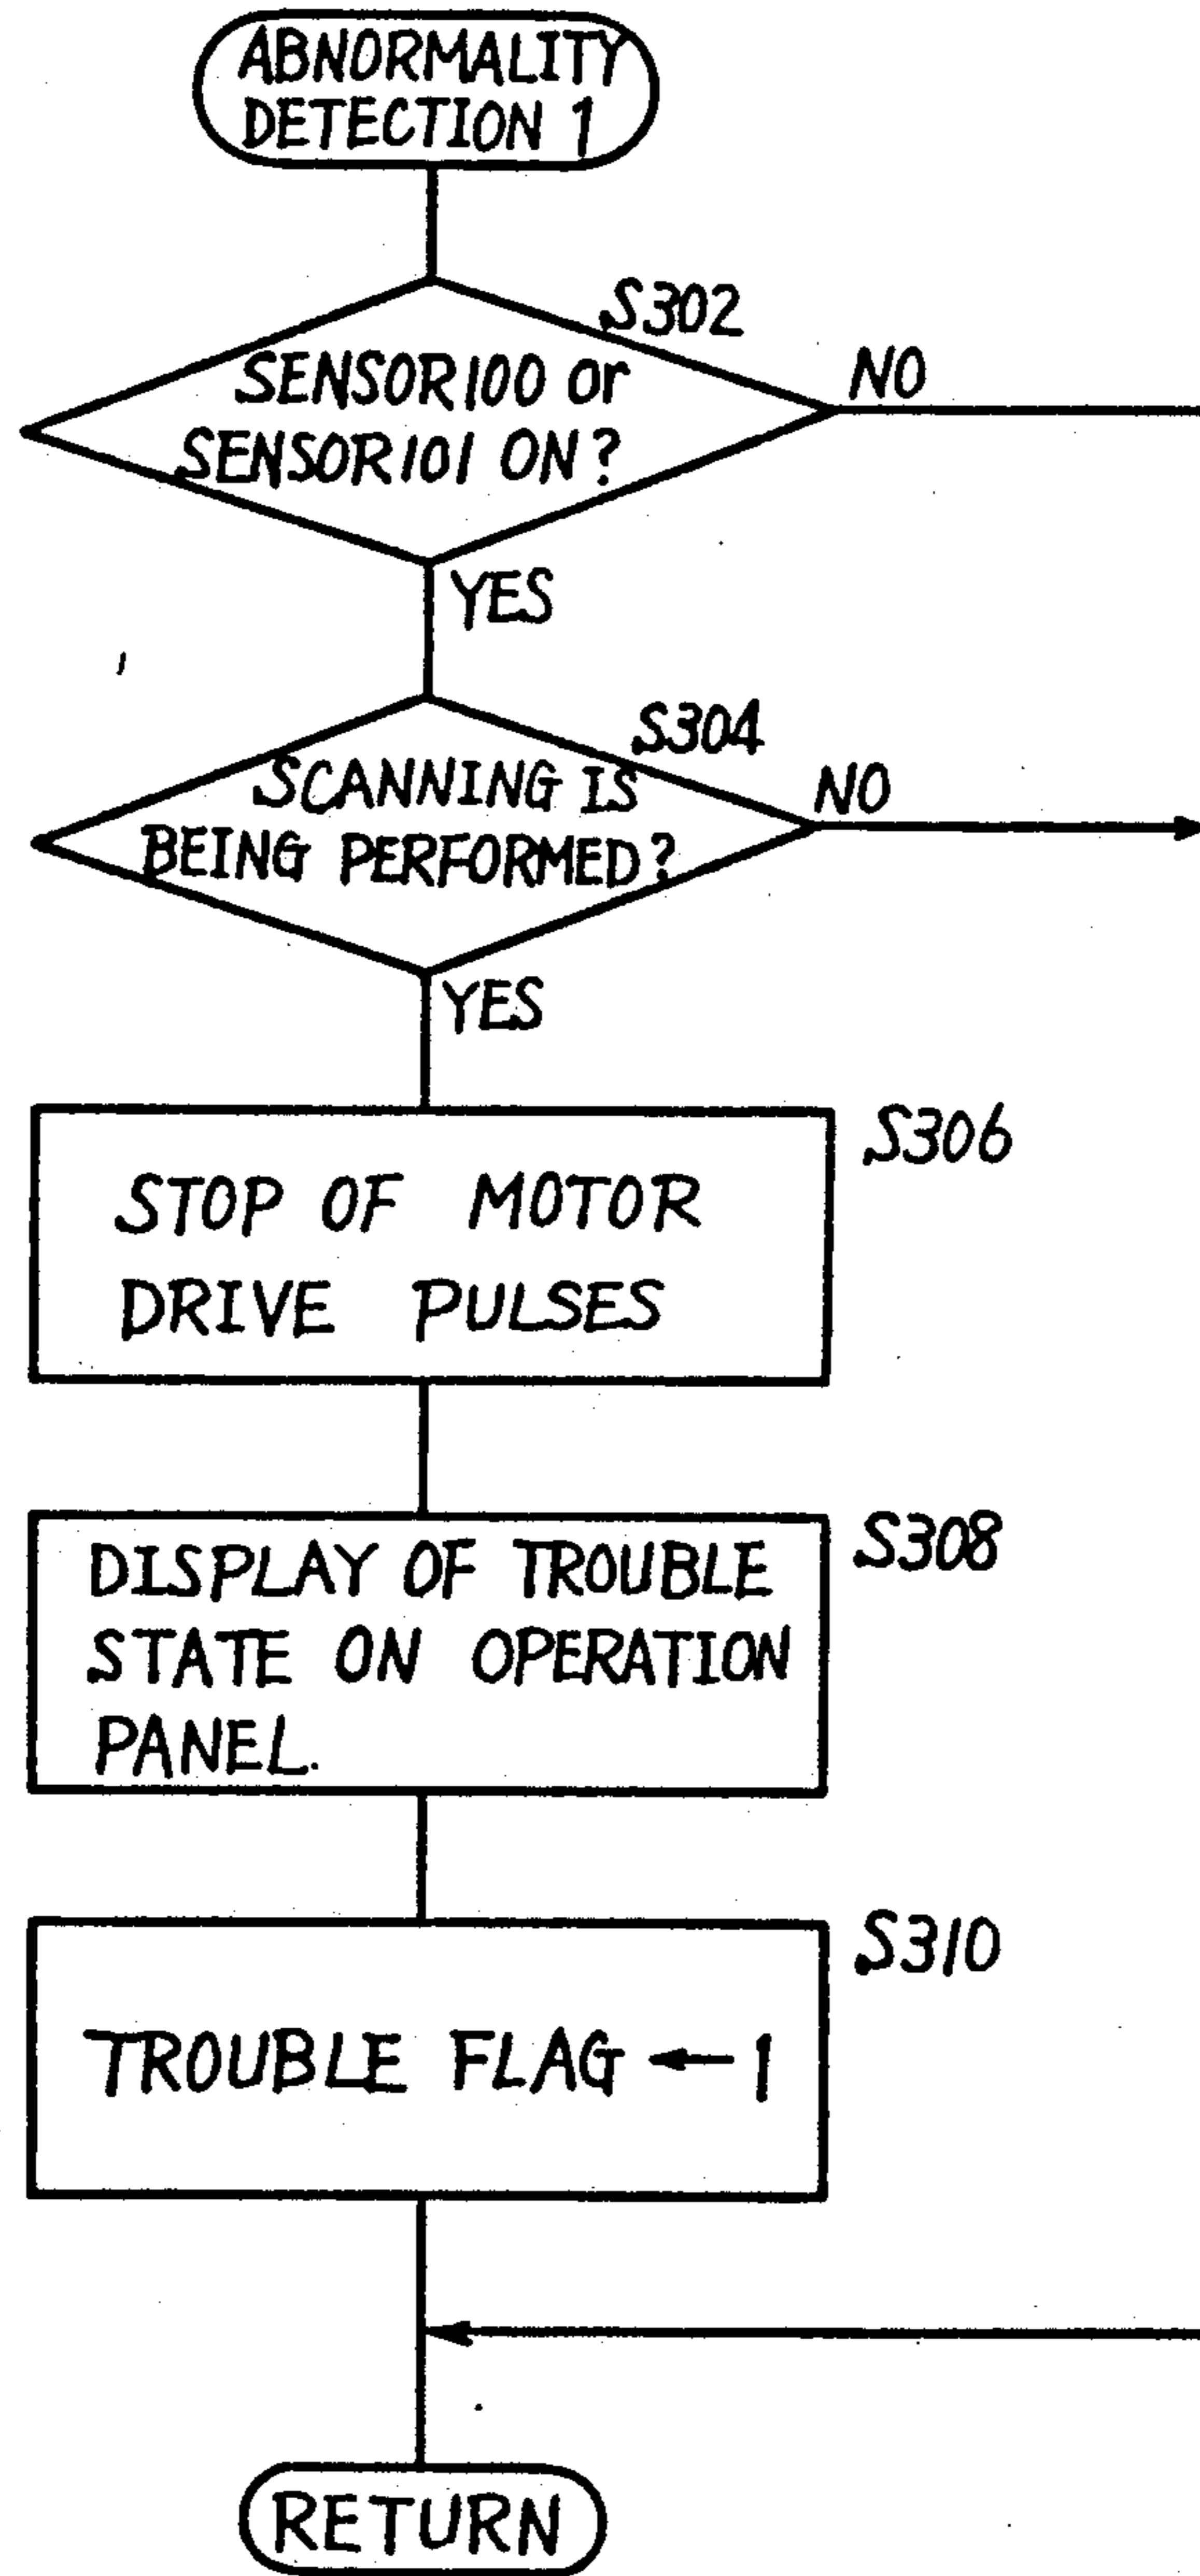 ABNORMALITY
DETECTION 1
S302
SENSOR100 or
SENSOR101 ON?
NO
YES
S304
SCANNING IS
BEING PERFORMED?
NO
YES
S306
STOP OF MOTOR
DRIVE PULSES
S308
DISPLAY OF TROUBLE
STATE ON OPERATION
PANEL.
S310
TROUBLE FLAG ← 1
RETURN